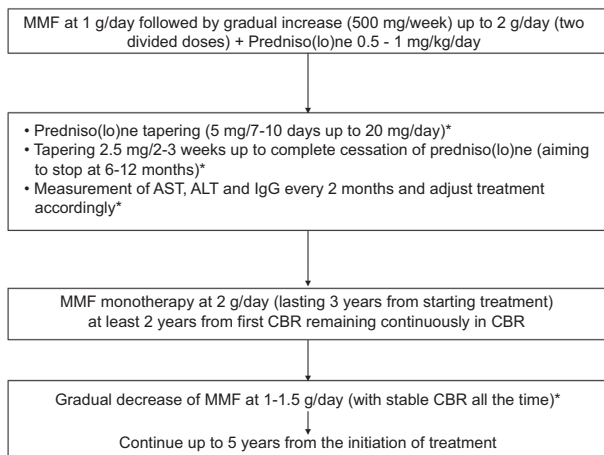 MMF at 1 g/day followed by gradual increase (500 mg/week) up to 2 g/day (two
divided doses) + Predniso(lo)ne 0.5 - 1 mg/kg/day
• Predniso(lo)ne tapering (5 mg/7-10 days up to 20 mg/day)*
• Tapering 2.5 mg/2-3 weeks up to complete cessation of predniso(lo)ne (aiming
to stop at 6-12 months)*
• Measurement of AST, ALT and IgG every 2 months and adjust treatment
accordingly*
MMF monotherapy at 2 g/day (lasting 3 years from starting treatment)
at least 2 years from first CBR remaining continuously in CBR
Gradual decrease of MMF at 1-1.5 g/day (with stable CBR all the time)*
Continue up to 5 years from the initiation of treatment